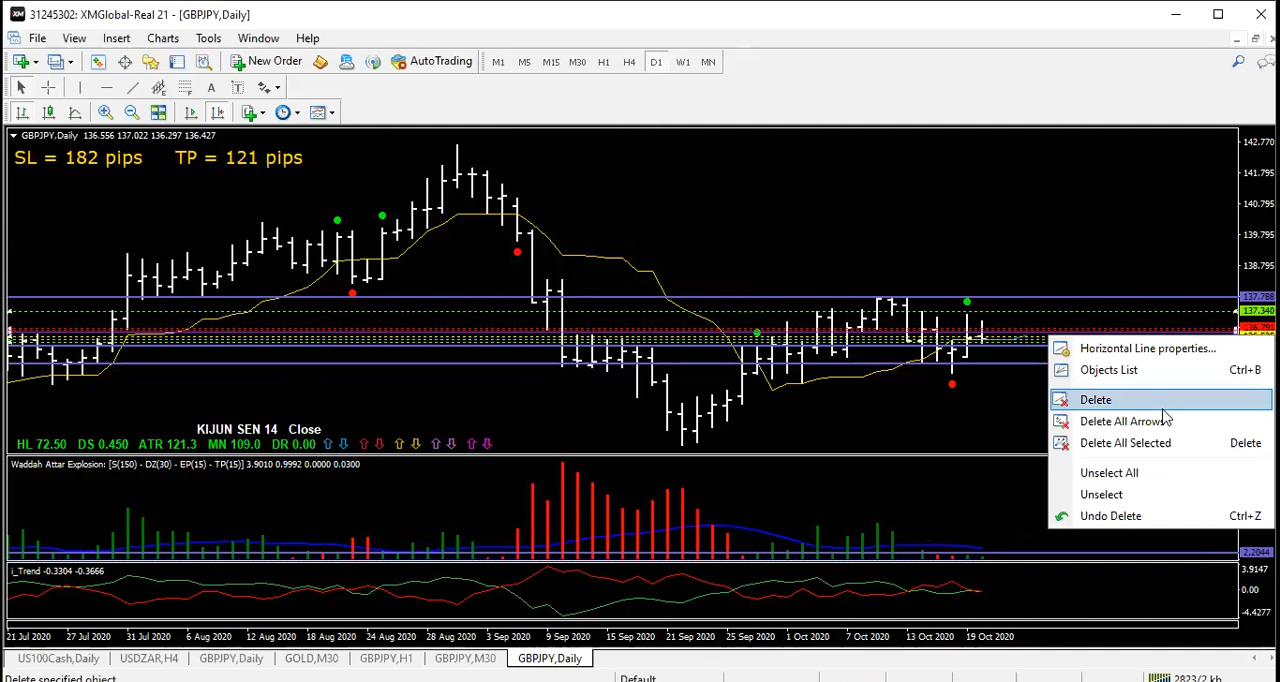 31245302: XMGlobal-Real 21 - [GBPJPY,Daily]
File View Insert Charts Tools Window Help
New Order AutoTrading M1 M5 M15 M30 H1 H4 D1 W1 MN
GBPJPY,Daily 136.556 137.022 136.297 136.427
SL = 182 pips TP = 121 pips
142.770
141.795
140.795
139.795
138.795
137.788
137.340
136.791
Horizontal Line properties...
Objects List Ctrl+B
Delete
Delete All Arrows
Delete All Selected Delete
Unselect All
Unselect
Undo Delete Ctrl+Z
KIJUN SEN 14 Close
HL 72.50 DS 0.450 ATR 121.3 MN 109.0 DR 0.00
Waddah Attar Explosion: [S(150) - DZ(30) - EP(15) - TP(15)] 3.9010 0.9992 0.0000 0.0300
2.2044
i_Trend -0.3304 -0.3666
3.9147
0.00
-4.4277
21 Jul 2020 27 Jul 2020 31 Jul 2020 6 Aug 2020 12 Aug 2020 18 Aug 2020 24 Aug 2020 28 Aug 2020 3 Sep 2020 9 Sep 2020 15 Sep 2020 21 Sep 2020 25 Sep 2020 1 Oct 2020 7 Oct 2020 13 Oct 2020 19 Oct 2020
US100Cash,Daily USDZAR,H4 GBPJPY,Daily GOLD,M30 GBPJPY,H1 GBPJPY,M30 GBPJPY,Daily
Delete specified object Default 2823/2 kb